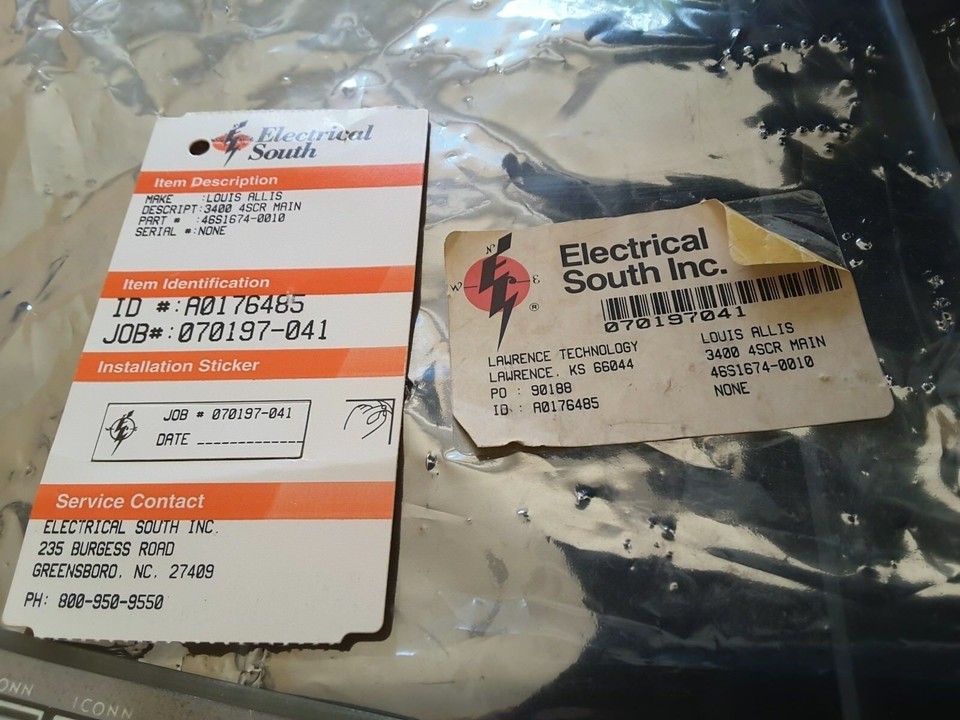 Electrical
South
Item Description
MAKE :LOUIS ALLIS
DESCRIPT:3400 4SCR MAIN
PART # :46S1674-0010
SERIAL #:NONE
Item Identification
ID #:A0176485
JOB#:070197-041
Installation Sticker
JOB # 070197-041
DATE
Service Contact
ELECTRICAL SOUTH INC.
235 BURGESS ROAD
GREENSBORO, NC. 27409
PH: 800-950-9550
N
W
E
®
Electrical
South Inc.
070197041
LAWRENCE TECHNOLOGY
LAWRENCE, KS 66044
PO : 90188
ID : A0176485
LOUIS ALLIS
3400 4SCR MAIN
46S1674-0010
NONE
ICONN